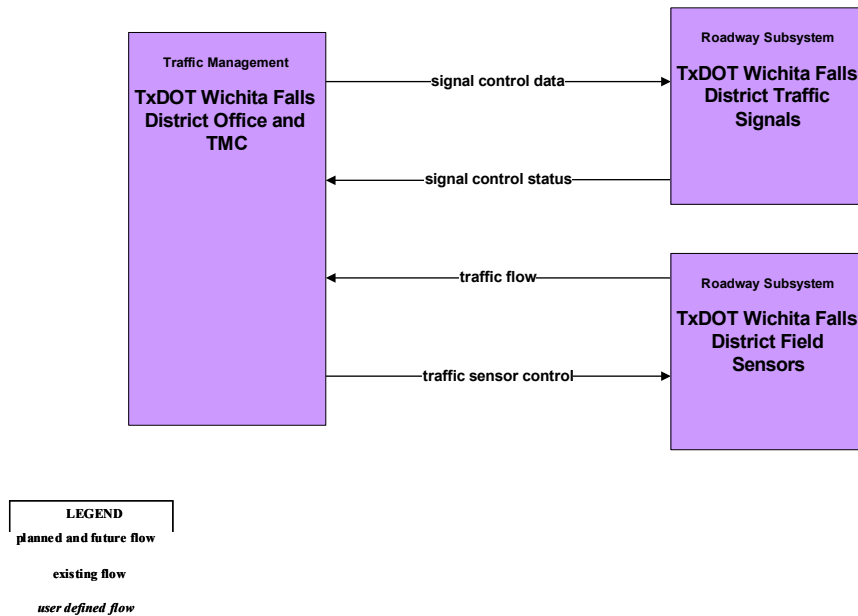 Traffic Management
TxDOT Wichita Falls
District Office and
TMC
signal control data
signal control status
Roadway Subsystem
TxDOT Wichita Falls
District Traffic
Signals
traffic flow
traffic sensor control
Roadway Subsystem
TxDOT Wichita Falls
District Field
Sensors
LEGEND
planned and future flow
existing flow
user defined flow